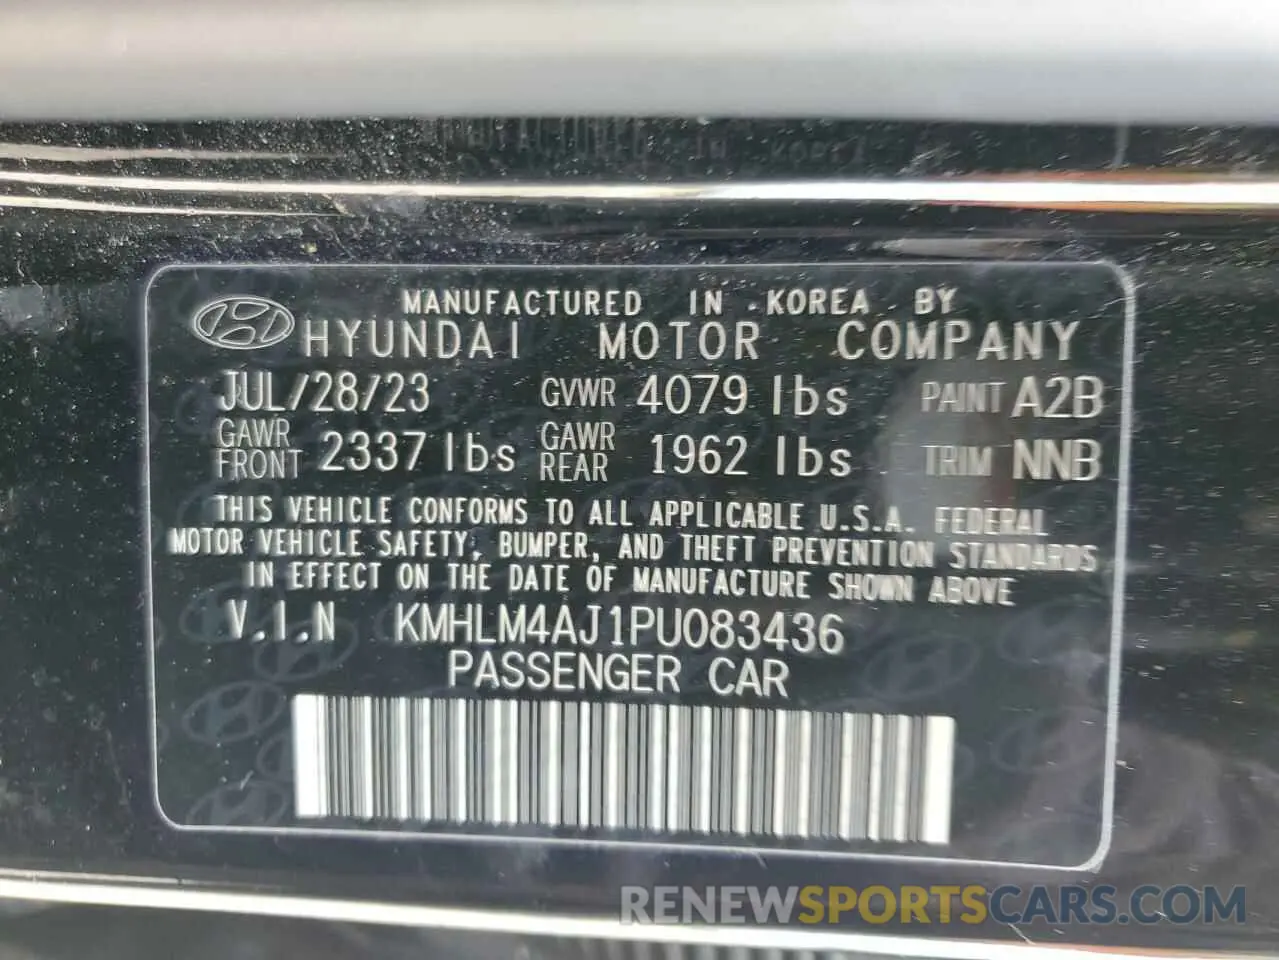 MANUFACTURED IN KOREA BY
HYUNDAI MOTOR COMPANY
JUL/28/23 GVWR 4079 lbs PAINT A2B
GAWR FRONT 2337 lbs GAWR REAR 1962 lbs TRIM NNB
THIS VEHICLE CONFORMS TO ALL APPLICABLE U.S.A. FEDERAL
MOTOR VEHICLE SAFETY, BUMPER, AND THEFT PREVENTION STANDARDS
IN EFFECT ON THE DATE OF MANUFACTURE SHOWN ABOVE
V.I.N KMHLM4AJ1PU083436
PASSENGER CAR
RENEWSPORTSCARS.COM